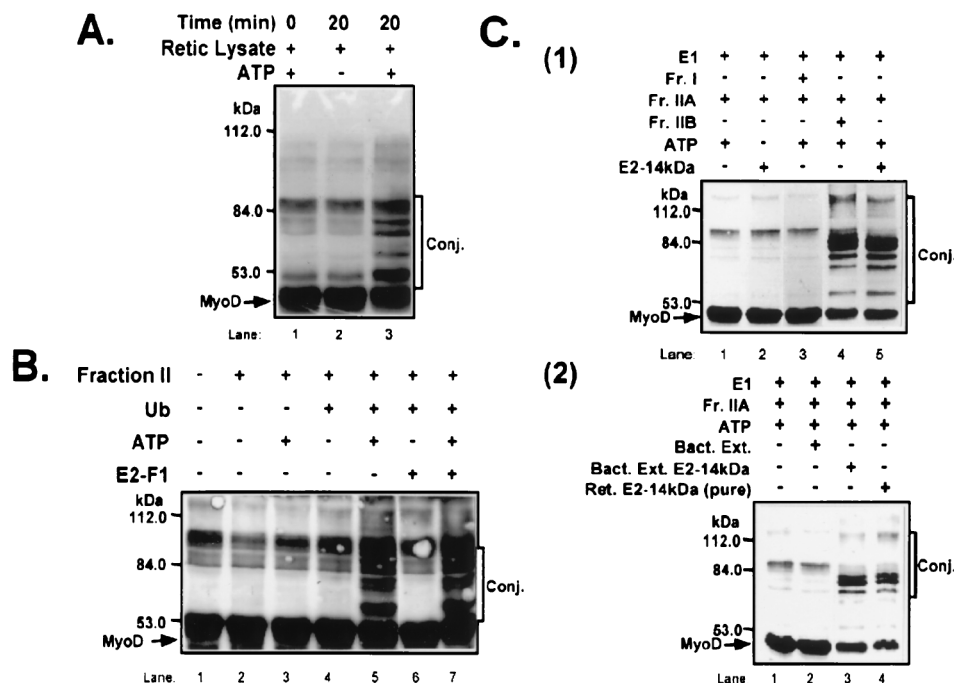 A.
Time (min) 0 20 20
Retic Lysate + + +
ATP + - +
kDa
112.0
84.0
53.0
MyoD
Conj.
Lane: 1 2 3
B.
Fraction II - + + + + + +
Ub - - - + + + +
ATP - - + - + - +
E2-F1 - - - - - + +
kDa
112.0
84.0
53.0
MyoD
Conj.
Lane: 1 2 3 4 5 6 7
C.
(1)
E1 + + + + +
Fr. I - - + - -
Fr. IIA + + + + +
Fr. IIB - - - + -
ATP + - + + +
E2-14kDa - + - - +
kDa
112.0
84.0
53.0
MyoD
Conj.
Lane: 1 2 3 4 5
(2)
E1 + + + +
Fr. IIA + + + +
ATP + + + +
Bact. Ext. - + - -
Bact. Ext. E2-14kDa - - + -
Ret. E2-14kDa (pure) - - - +
kDa
112.0
84.0
53.0
MyoD
Conj.
Lane: 1 2 3 4